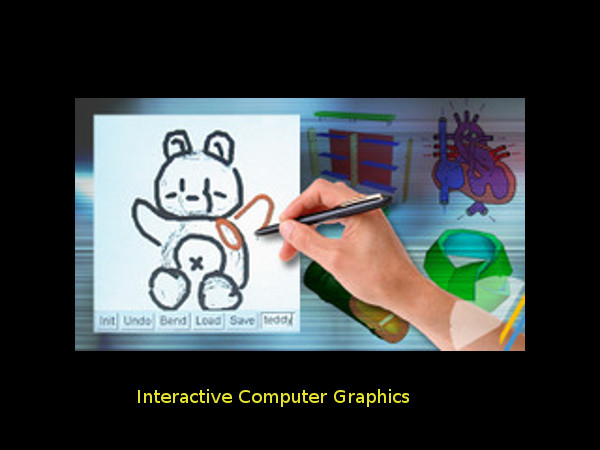 Init Undo Bend Load Save teddy
Interactive Computer Graphics